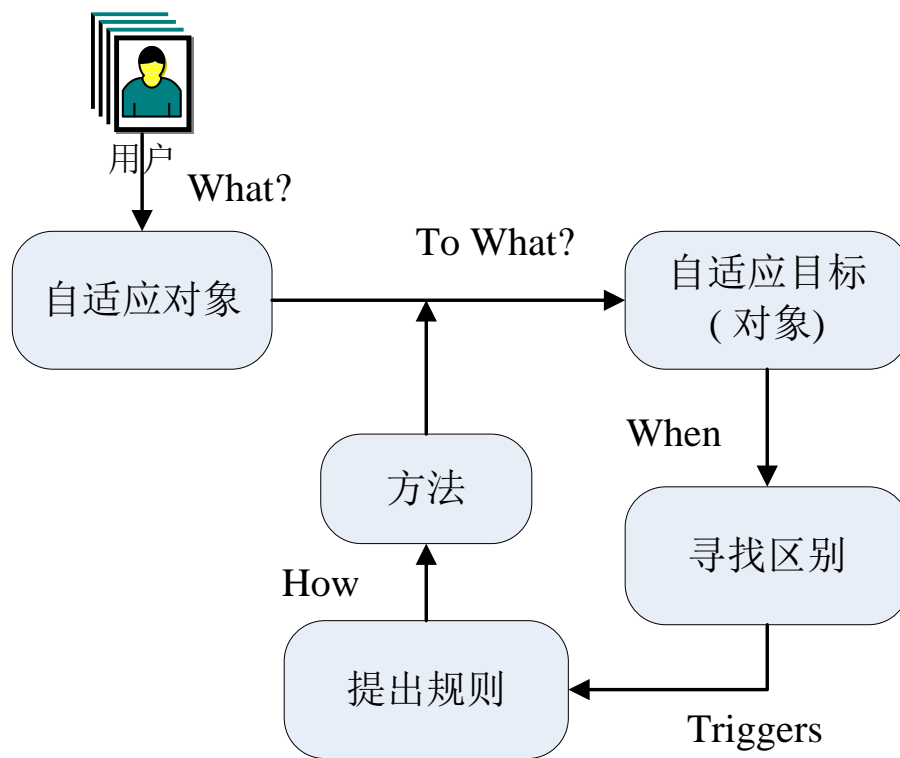 用户
What?
To What?
自适应对象
自适应目标
( 对象)
When
方法
寻找区别
How
提出规则
Triggers